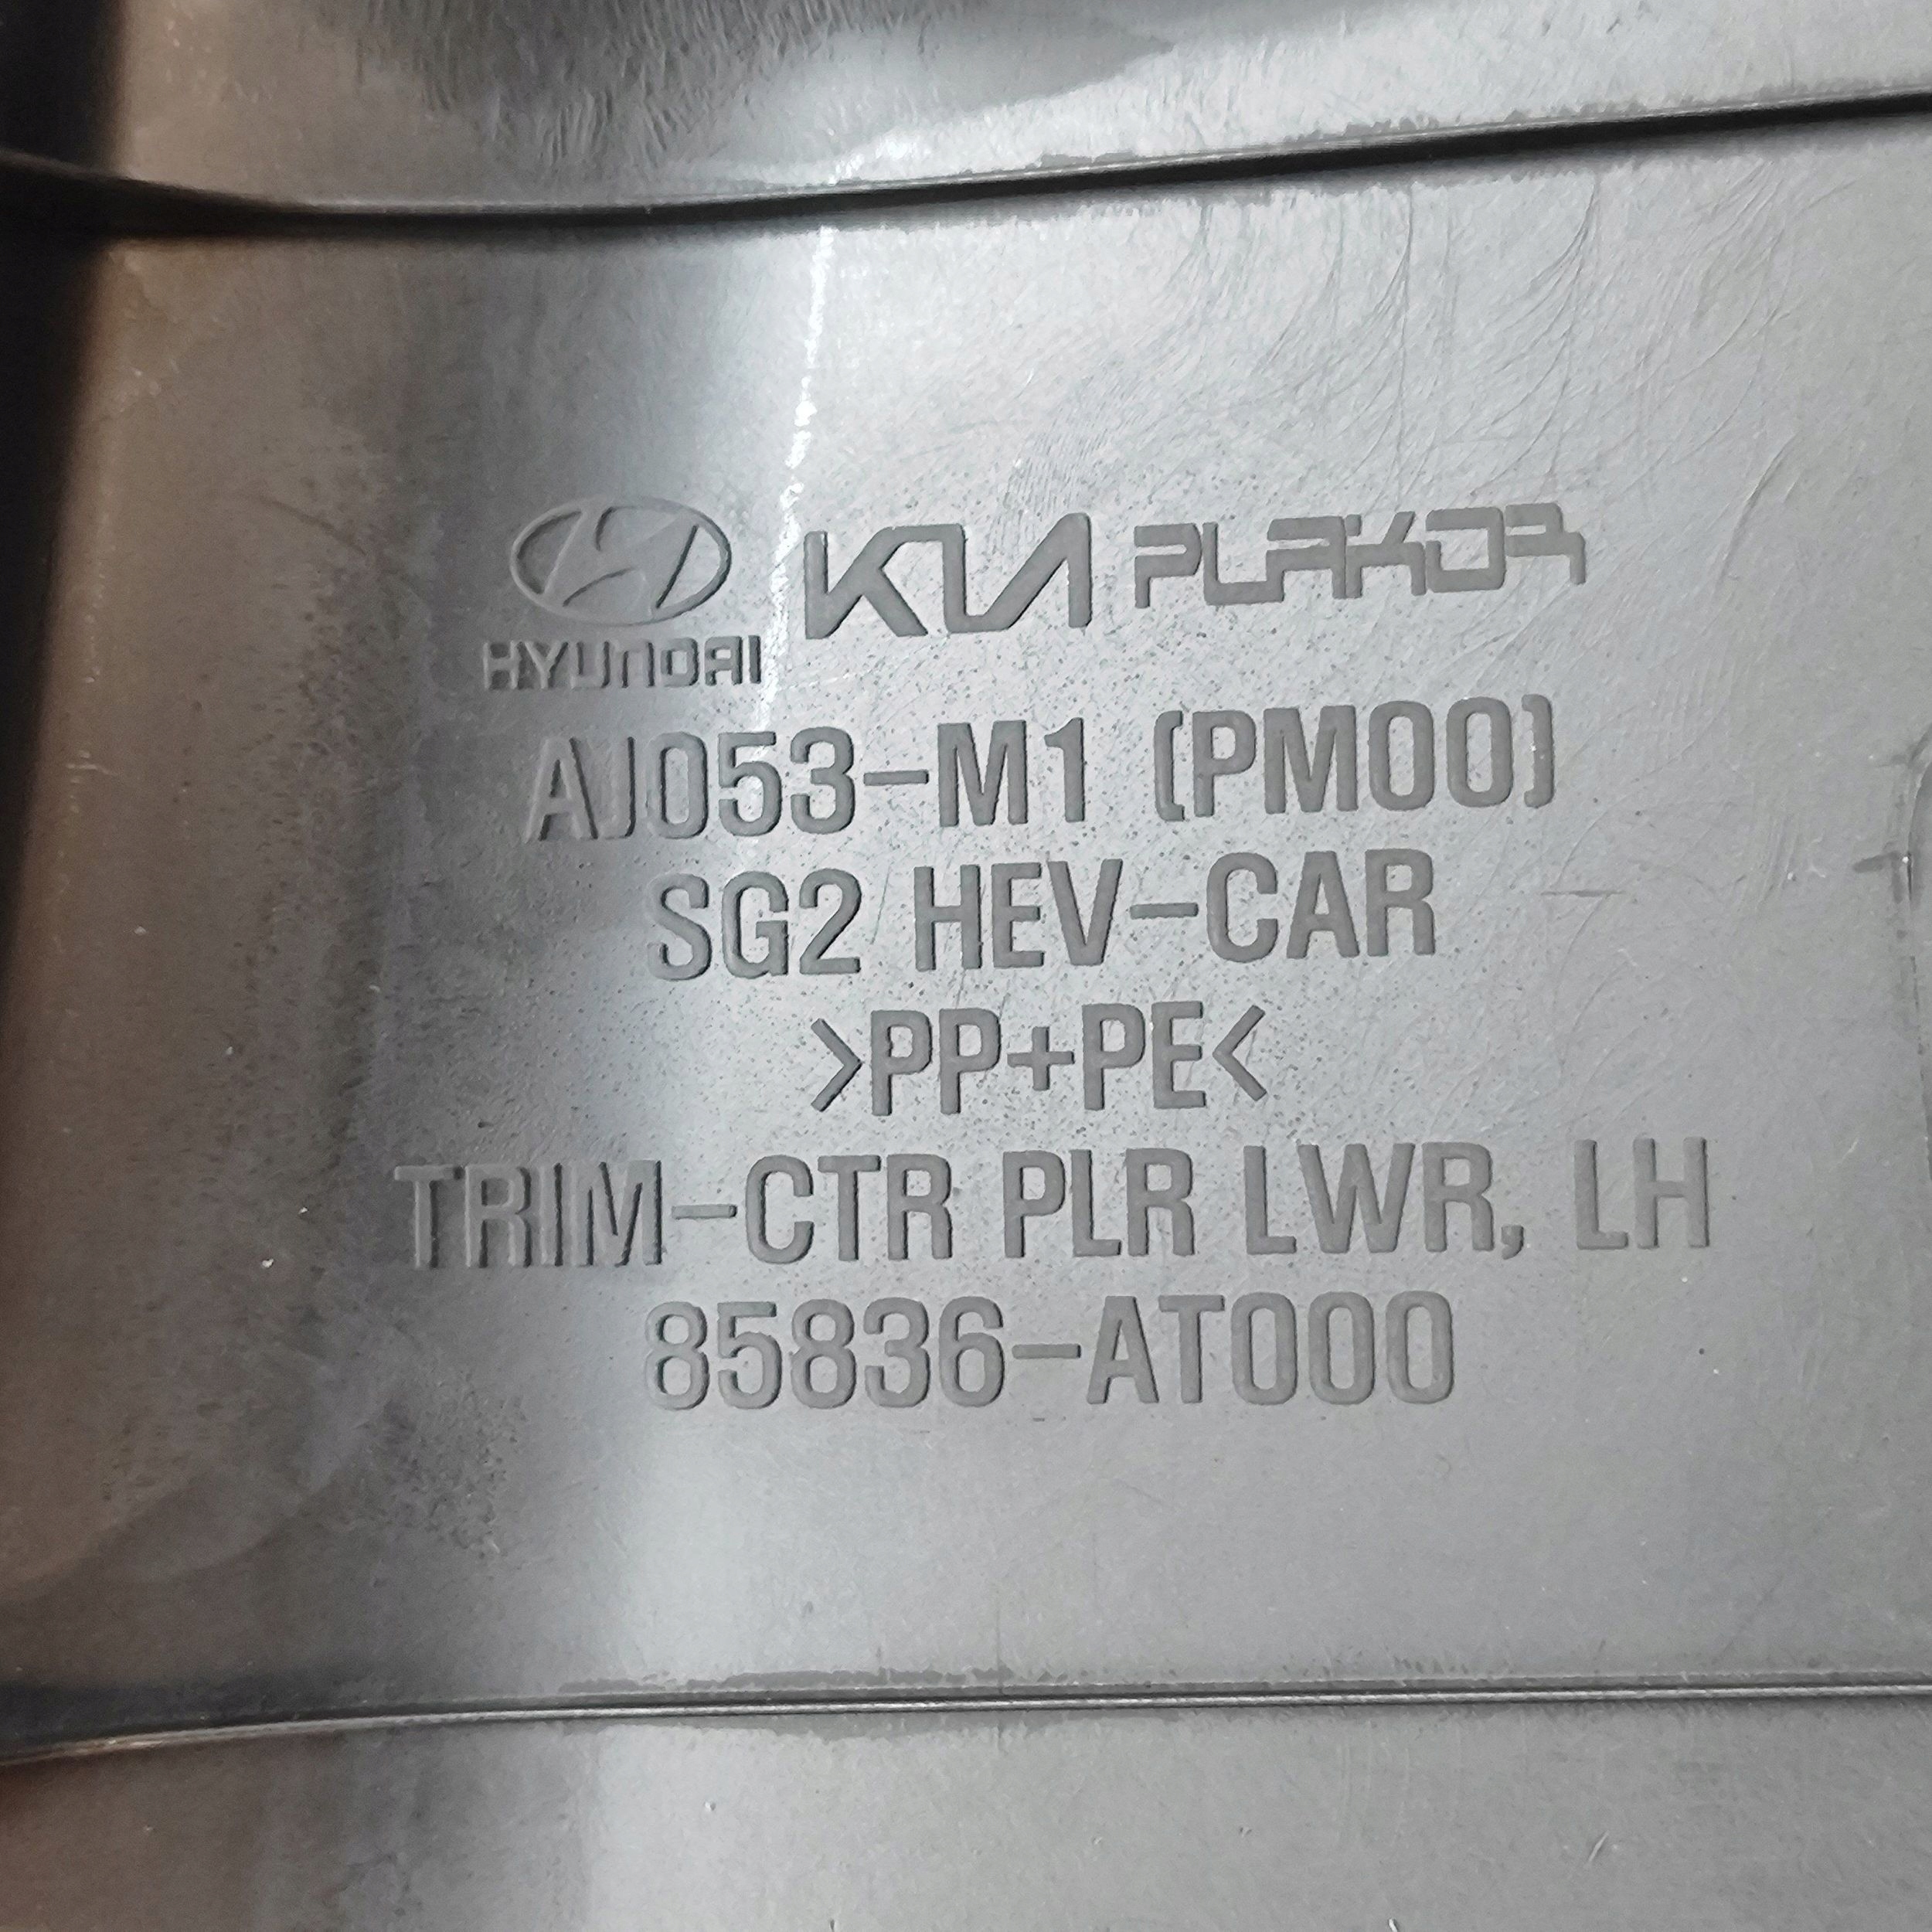 KIA PLAKOR
HYUNDAI
AJ053-M1 (PM00)
SG2 HEV-CAR
>PP+PE<
TRIM-CTR PLR LWR, LH
85836-AT000